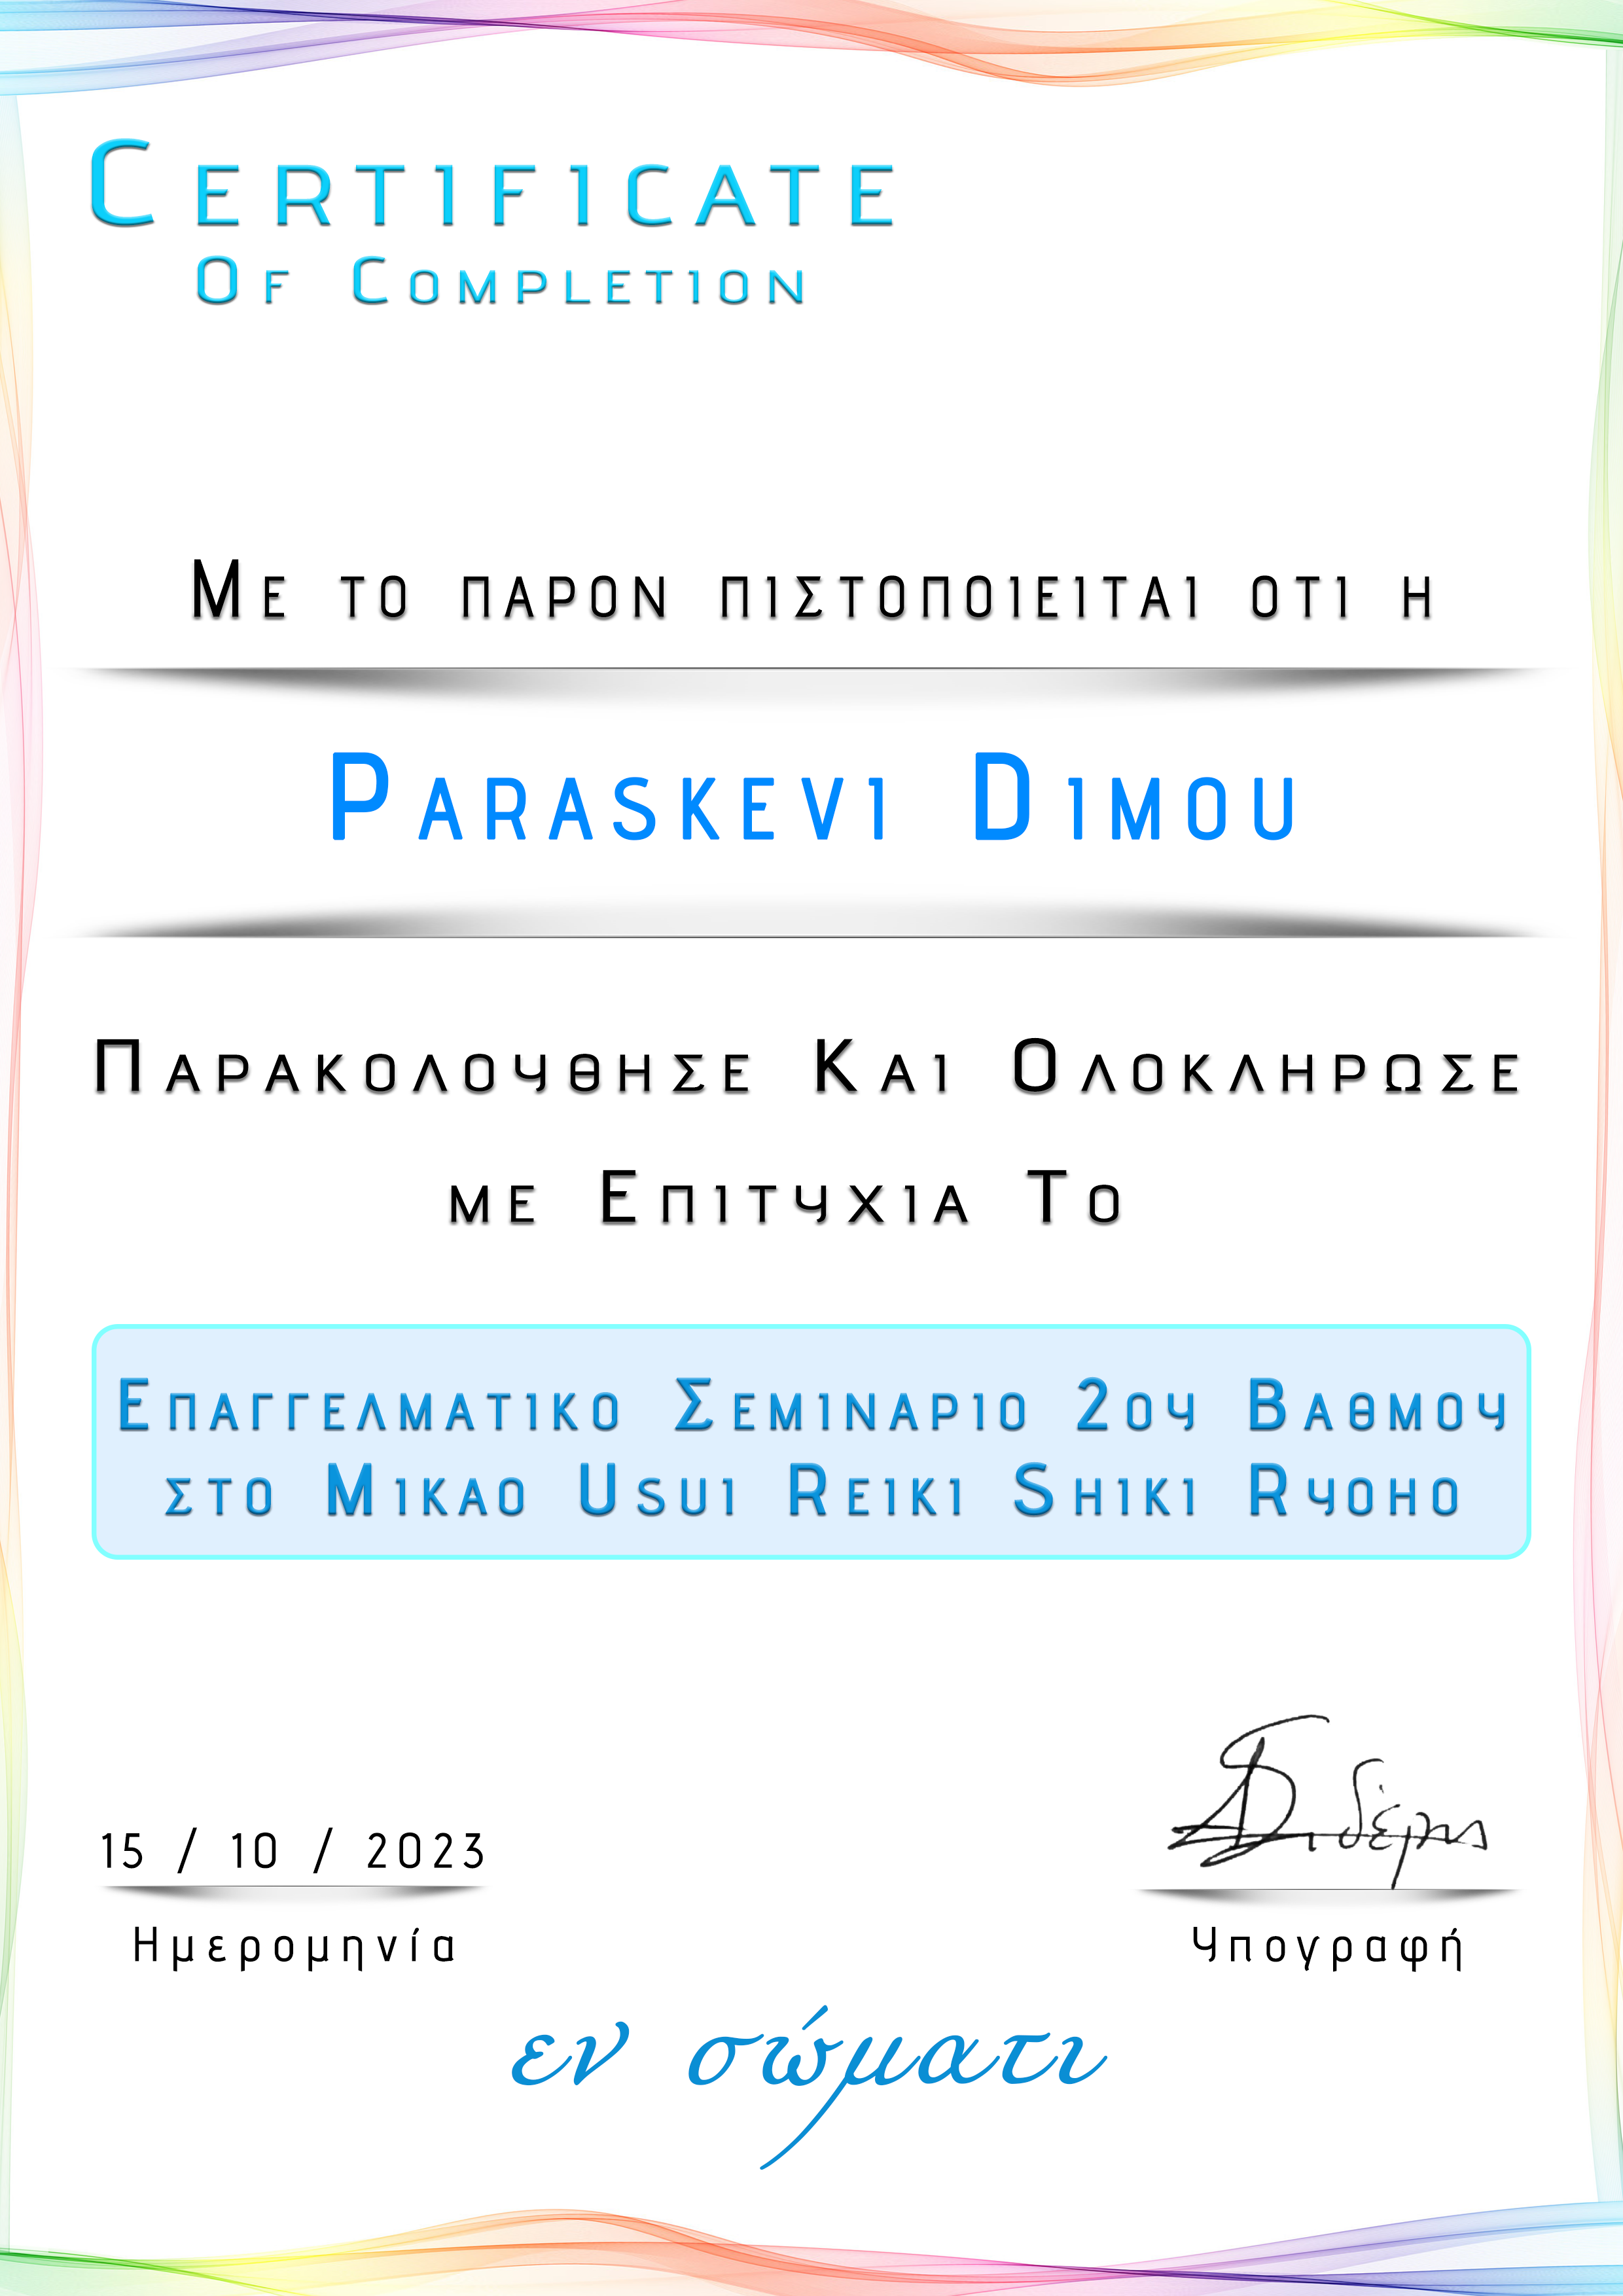 Certificate
Of Completion
Με το παρον πιστοποιειται οτι η
Paraskevi Dimou
Παρακολουθησε Και Ολοκληρωσε
με Επιτυχια Το
Επαγγελματικο Σεμιναριο 2ου Βαθμου
στο Mikao Usui Reiki Shiki Ryoho
15 / 10 / 2023
Ημερομηνία
Υπογραφή
εν σώματι